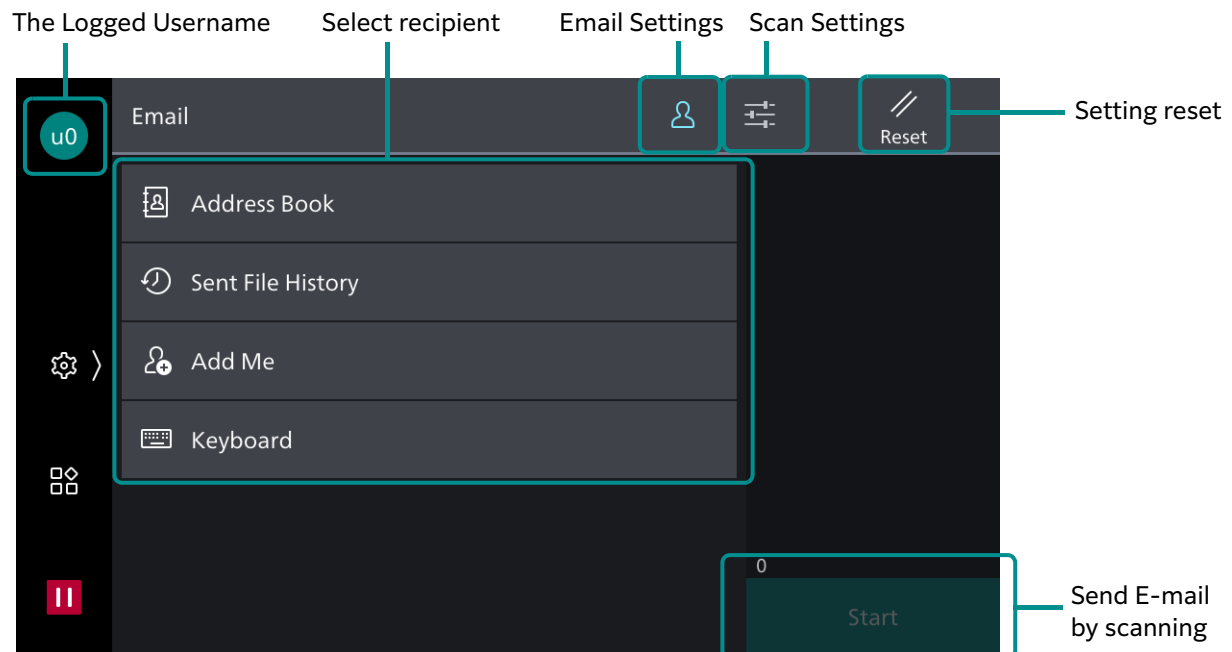 The Logged Username
Select recipient
Email Settings
Scan Settings
u0
Email
Reset
Setting reset
Address Book
Sent File History
Add Me
Keyboard
0
Start
Send E-mail
by scanning